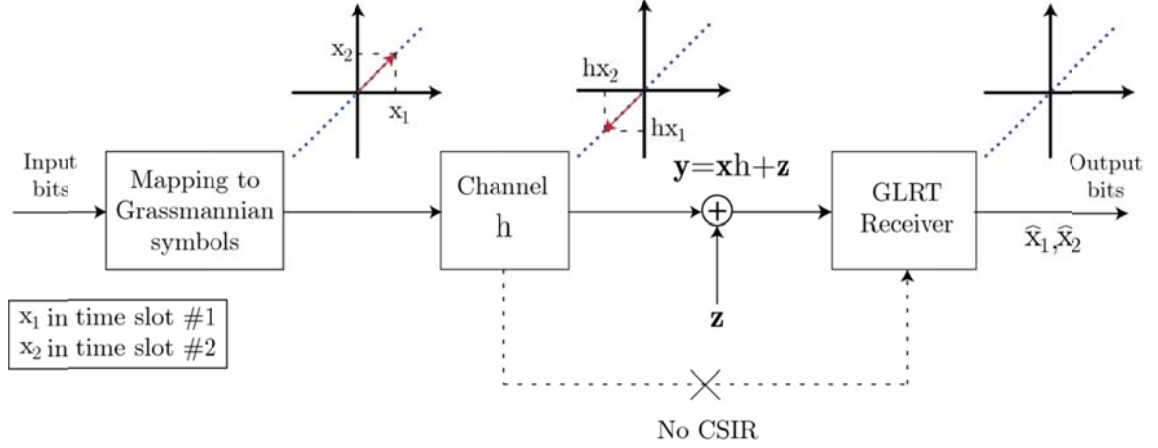 x₂
x₁
hx₂
hx₁
Input
bits
Mapping to
Grassmannian
symbols
Channel
h
y=xh+z
+
z
GLRT
Receiver
Output
bits
x̂₁,x̂₂
x₁ in time slot #1
x₂ in time slot #2
No CSIR